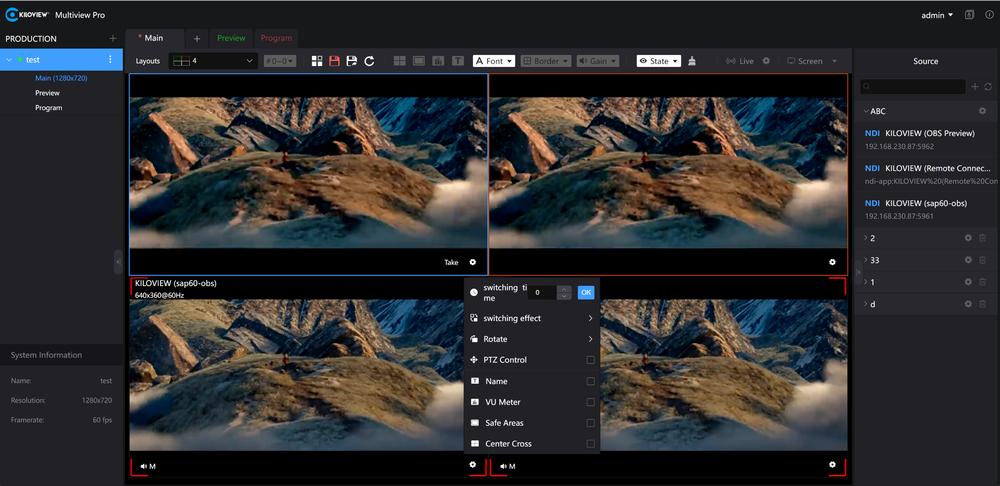 KILOVIEW® Multiview Pro
admin
PRODUCTION
* Main
Preview
Program
test
Layouts
4
#0~0
Font
Border
Gain
State
Live
Screen
Source
Main (1280x720)
Preview
Program
ABC
NDI KILOVIEW (OBS Preview)
192.168.230.87:5962
NDI KILOVIEW (Remote Connec...
ndi-app:KILOVIEW%20(Remote%20Con
NDI KILOVIEW (sap60-obs)
192.168.230.87:5961
2
33
1
d
Take
KILOVIEW (sap60-obs)
640x360@60Hz
switching ti
me
0
OK
switching effect
Rotate
PTZ Control
Name
VU Meter
Safe Areas
Center Cross
M
M
System Information
Name: test
Resolution: 1280x720
Framerate: 60 fps